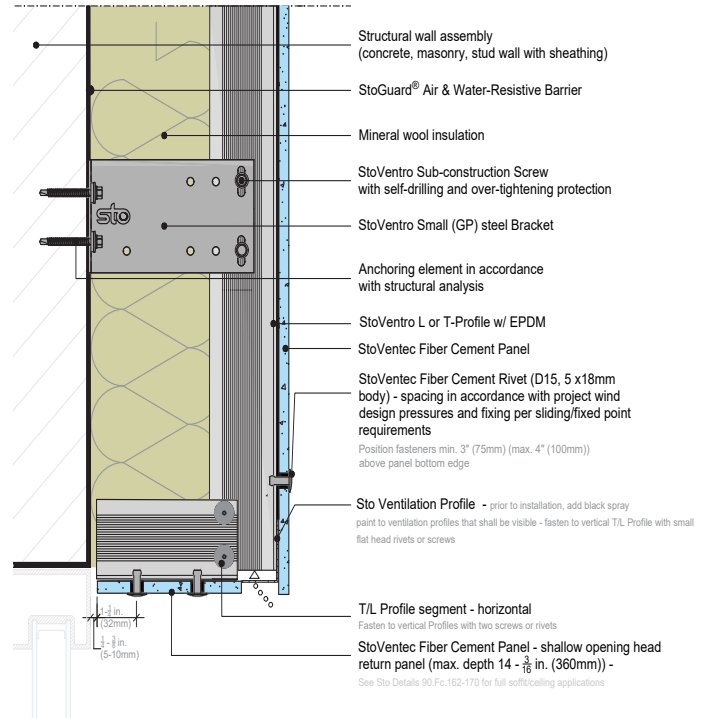 Structural wall assembly
(concrete, masonry, stud wall with sheathing)
StoGuard® Air & Water-Resistive Barrier
Mineral wool insulation
StoVentro Sub-construction Screw
with self-drilling and over-tightening protection
sto
StoVentro Small (GP) steel Bracket
Anchoring element in accordance
with structural analysis
StoVentro L or T-Profile w/ EPDM
StoVentec Fiber Cement Panel
StoVentec Fiber Cement Rivet (D15, 5 x18mm
body) - spacing in accordance with project wind
design pressures and fixing per sliding/fixed point
requirements
Position fasteners min. 3" (75mm) (max. 4" (100mm))
above panel bottom edge
Sto Ventilation Profile - prior to installation, add black spray
paint to ventilation profiles that shall be visible - fasten to vertical T/L Profile with small
flat head rivets or screws
T/L Profile segment - horizontal
Fasten to vertical Profiles with two screws or rivets
StoVentec Fiber Cement Panel - shallow opening head
return panel (max. depth 14 - 3/16 in. (360mm)) -
See Sto Details 90.Fc.162-170 for full soffit/ceiling applications
in.
(32mm)
in.
(5-10mm)